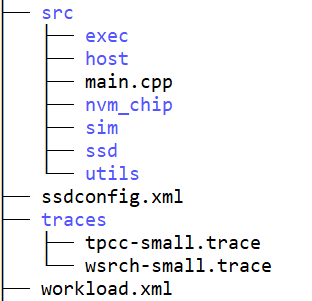 src
exec
host
main.cpp
nvm_chip
sim
ssd
utils
ssdconfig.xml
traces
tpcc-small.trace
wsrch-small.trace
workload.xml